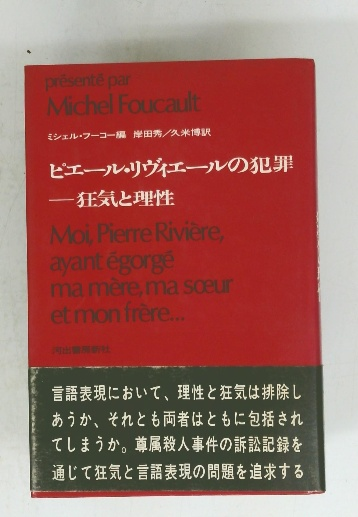 présenté par
Michel Foucault
ミシェル・フーコー編 岸田秀/久米博訳
ピエール・リヴィエールの犯罪
—狂気と理性
Moi, Pierre Rivière,
ayant égorgé
ma mère, ma sœur
et mon frère...
河出書房新社
言語表現において、理性と狂気は排除し
あうか、それとも両者はともに包括され
てしまうか。尊属殺人事件の訴訟記録を
通じて狂気と言語表現の問題を追求する